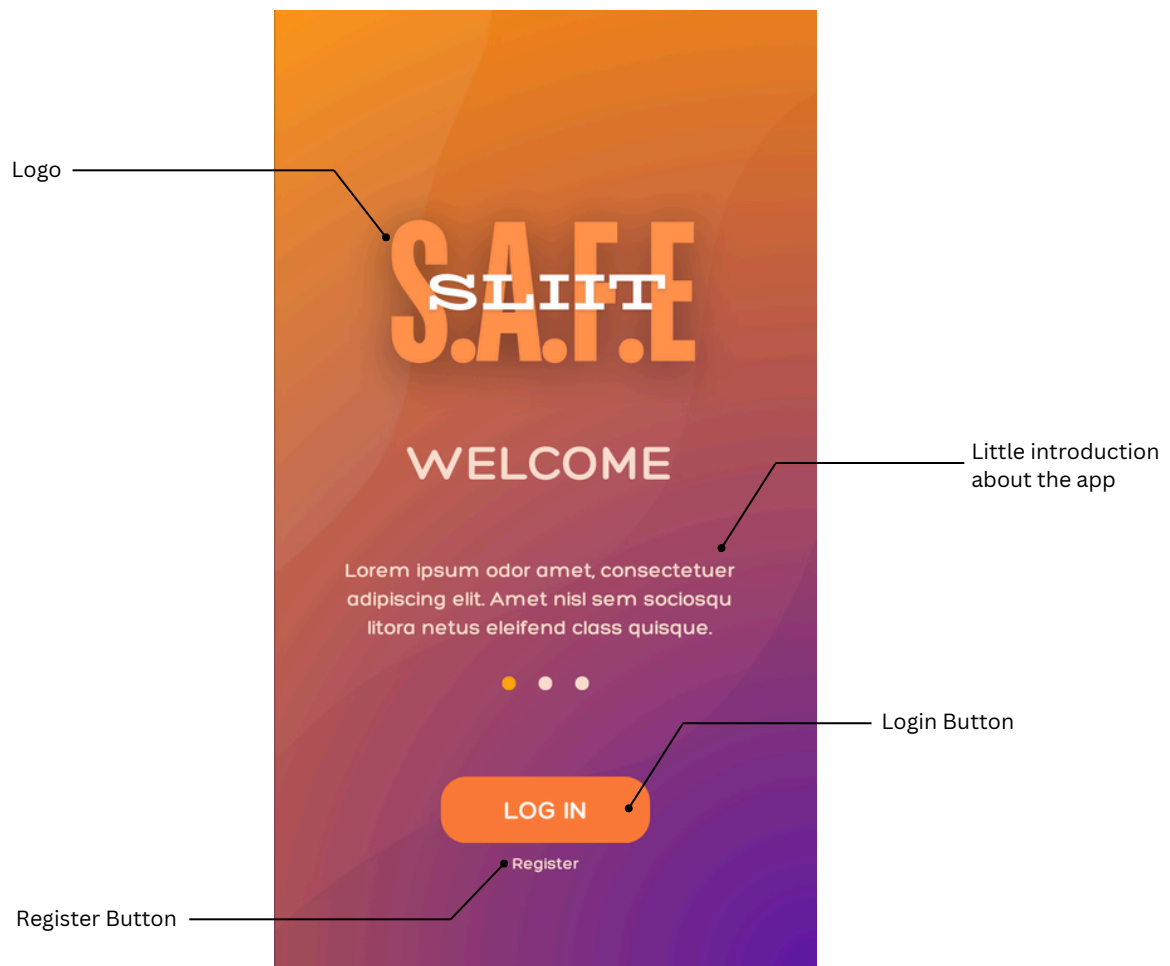 Logo
S.A.F.E
SLIIT
WELCOME
Little introduction
about the app
Lorem ipsum odor amet, consectetuer
adipiscing elit. Amet nisl sem sociosqu
litora netus eleifend class quisque.
Login Button
LOG IN
Register
Register Button